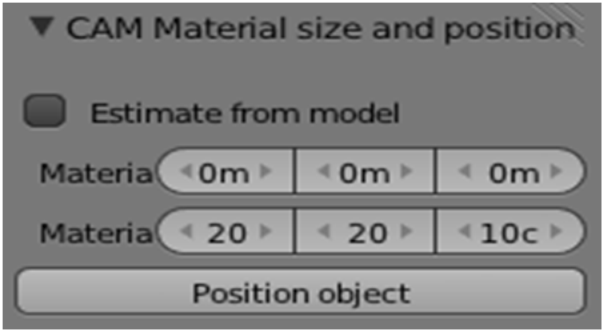 CAM Material size and position
Estimate from model
Materia 0m 0m 0m
Materia 20 20 10c
Position object